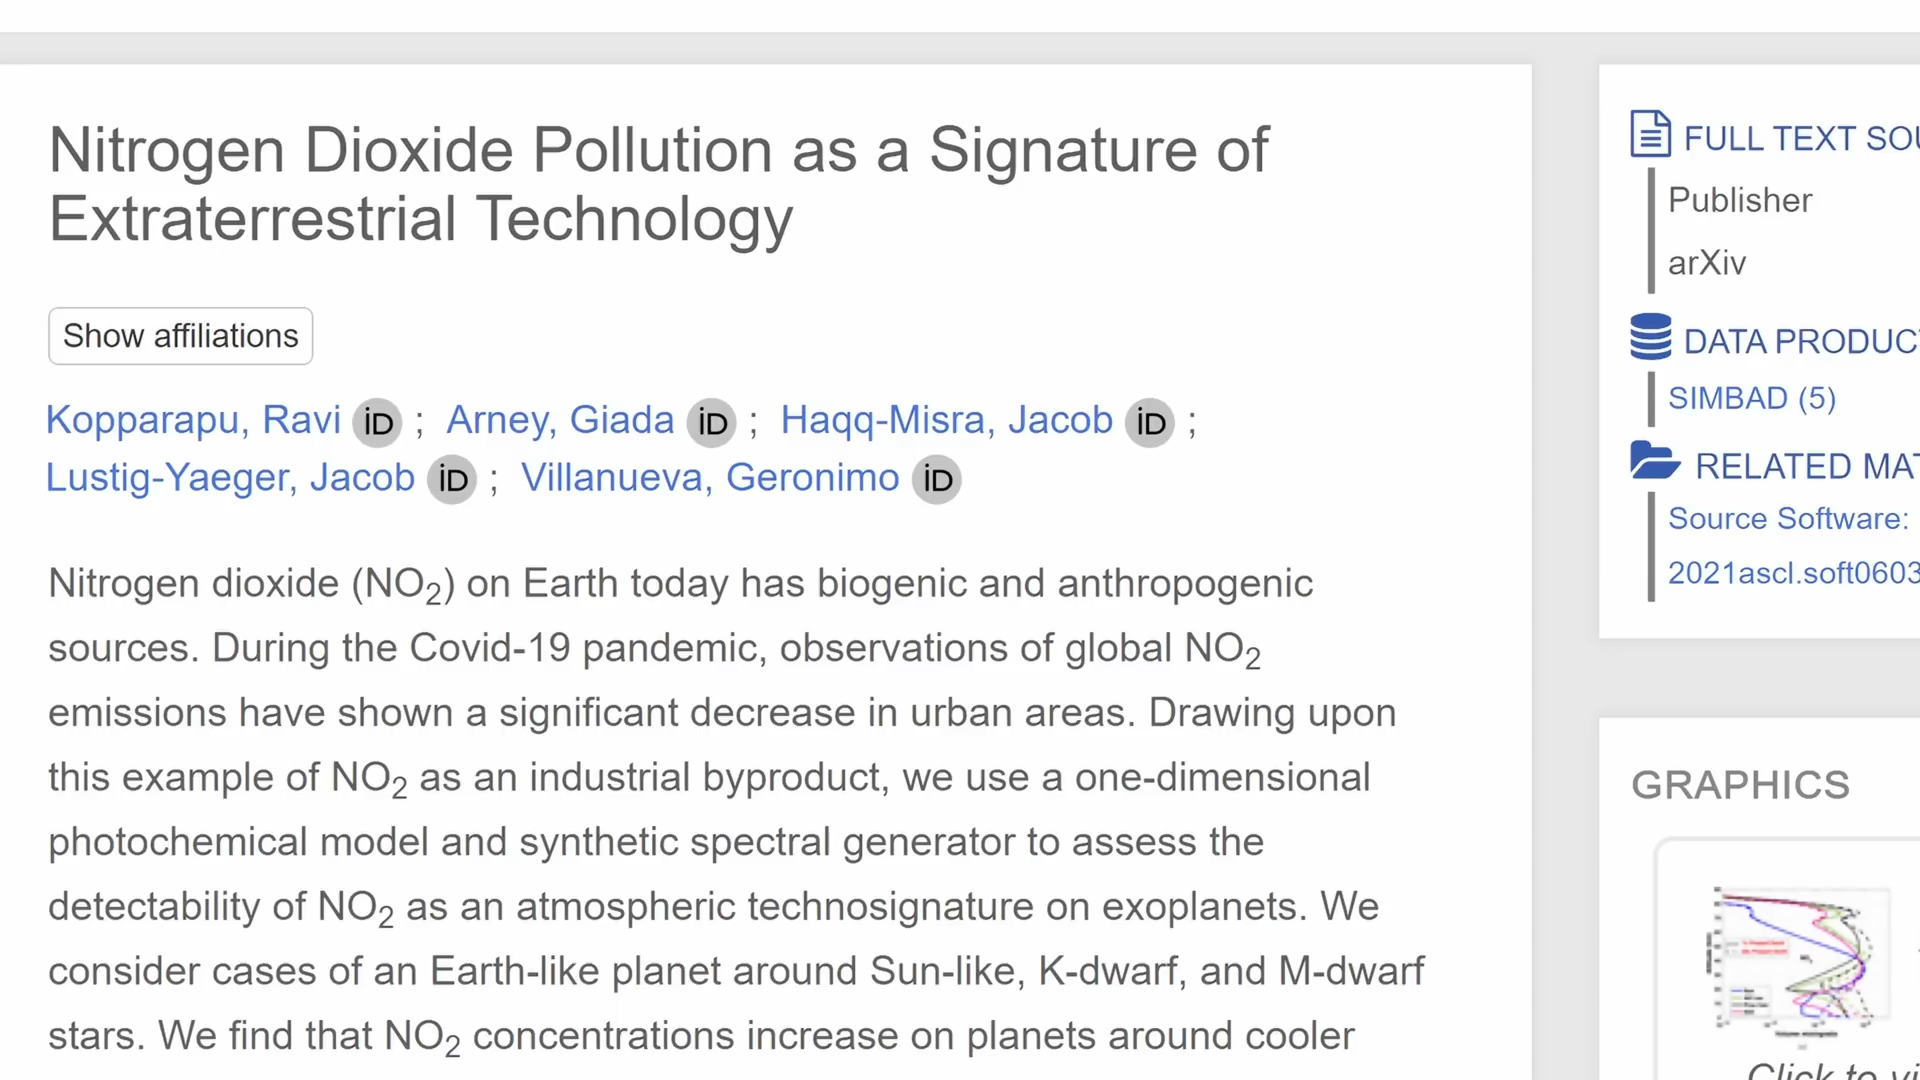 Nitrogen Dioxide Pollution as a Signature of
Extraterrestrial Technology
Show affiliations
Kopparapu, Ravi iD ; Arney, Giada iD ; Haqq-Misra, Jacob iD ;
Lustig-Yaeger, Jacob iD ; Villanueva, Geronimo iD
Nitrogen dioxide (NO₂) on Earth today has biogenic and anthropogenic
sources. During the Covid-19 pandemic, observations of global NO₂
emissions have shown a significant decrease in urban areas. Drawing upon
this example of NO₂ as an industrial byproduct, we use a one-dimensional
photochemical model and synthetic spectral generator to assess the
detectability of NO₂ as an atmospheric technosignature on exoplanets. We
consider cases of an Earth-like planet around Sun-like, K-dwarf, and M-dwarf
stars. We find that NO₂ concentrations increase on planets around cooler
FULL TEXT SOU
Publisher
arXiv
DATA PRODUC
SIMBAD (5)
RELATED MAT
Source Software:
2021ascl.soft0603
GRAPHICS
Click to vi